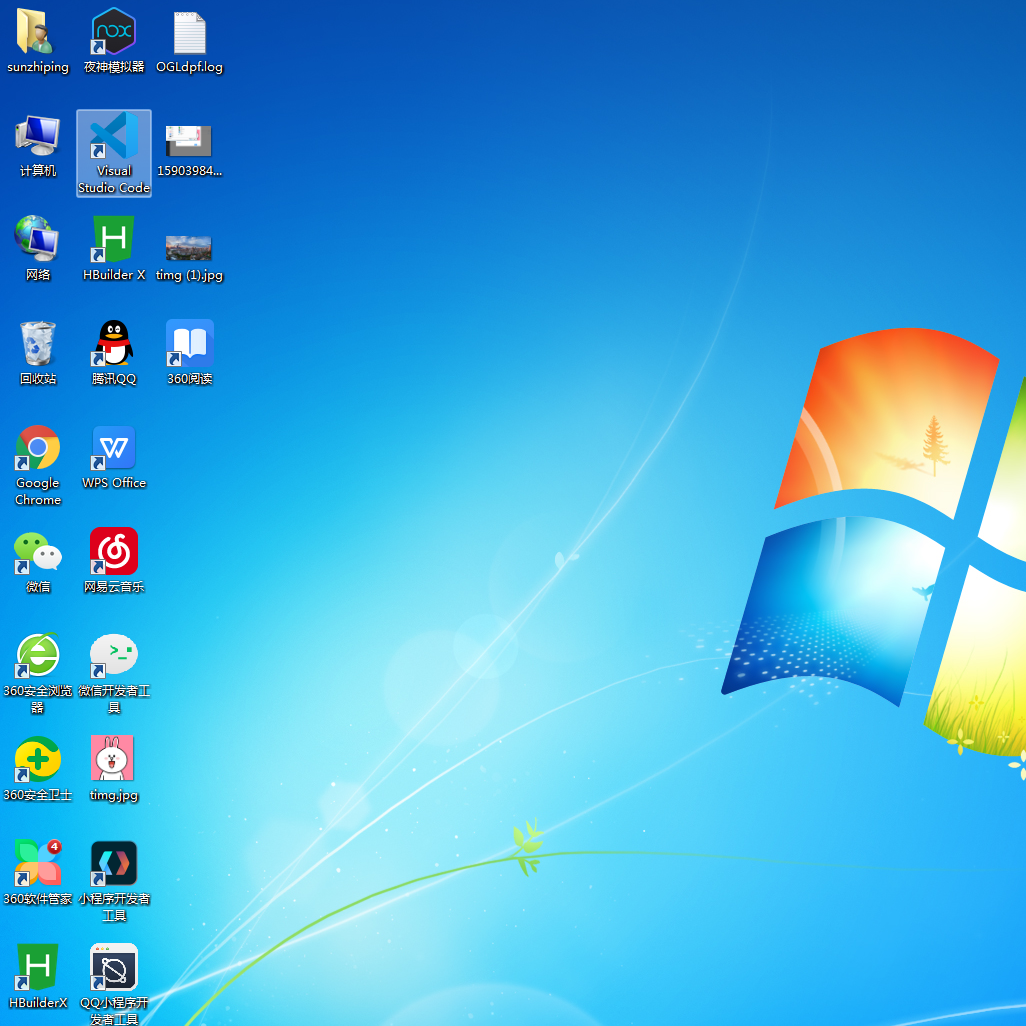 sunzhiping
计算机
网络
回收站
Google
Chrome
微信
360安全浏览
器
360安全卫士
4
360软件管家
HBuilderX
nox
夜神模拟器
Visual
Studio Code
HBuilder X
腾讯QQ
WPS Office
网易云音乐
微信开发者工
具
timg.jpg
小程序开发者
工具
QQ小程序开
发者工具
OGLdpf.log
15903984...
timg (1).jpg
360阅读